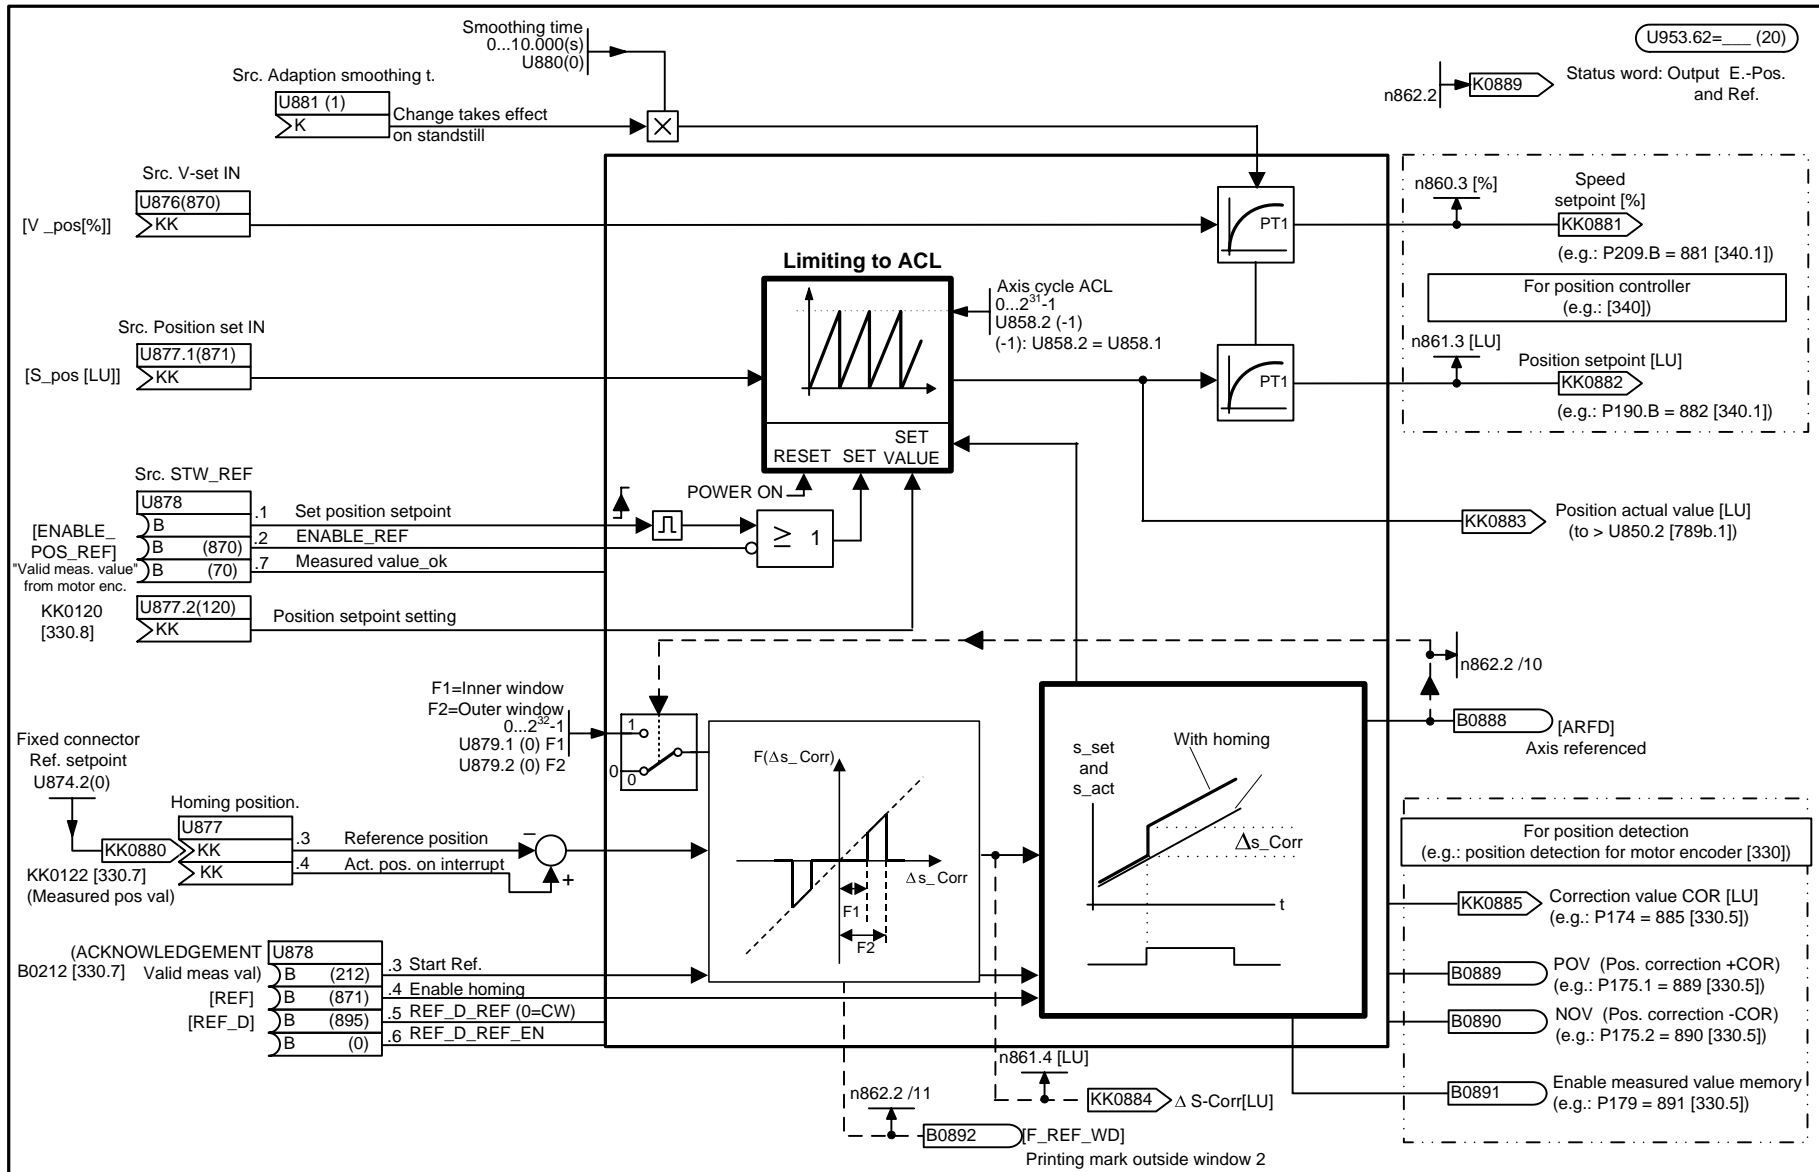 Smoothing time
0...10.000(s)
U880(0)
U953.62=___ (20)
Src. Adaption smoothing t.
U881 (1)
K
Change takes effect
on standstill
n862.2
K0889
Status word: Output E.-Pos.
and Ref.
Src. V-set IN
U876(870)
KK
[V _pos[%]]
PT1
n860.3 [%]
Speed
setpoint [%]
KK0881
(e.g.: P209.B = 881 [340.1])
For position controller
(e.g.: [340])
Limiting to ACL
Axis cycle ACL
0...2³¹-1
U858.2 (-1)
(-1): U858.2 = U858.1
Src. Position set IN
U877.1(871)
KK
[S_pos [LU]]
PT1
n861.3 [LU]
Position setpoint [LU]
KK0882
(e.g.: P190.B = 882 [340.1])
RESET SET SET
VALUE
POWER ON
Src. STW_REF
U878
B
B (870)
B (70)
[ENABLE_
POS_REF]
"Valid meas. value"
from motor enc.
.1 Set position setpoint
.2 ENABLE_REF
.7 Measured value_ok
≥ 1
KK0883
Position actual value [LU]
(to > U850.2 [789b.1])
KK0120
[330.8]
U877.2(120)
KK
Position setpoint setting
n862.2 /10
F1=Inner window
F2=Outer window
0...2³²-1
U879.1 (0) F1
U879.2 (0) F2
1
0
0
B0888
[ARFD]
Axis referenced
Fixed connector
Ref. setpoint
U874.2(0)
KK0880
KK0122 [330.7]
(Measured pos val)
Homing position.
U877
KK
KK
.3 Reference position
.4 Act. pos. on interrupt
−
+
F(Δs_ Corr)
Δs_ Corr
F1
F2
s_set
and
s_act
With homing
Δs_Corr
t
For position detection
(e.g.: position detection for motor encoder [330])
KK0885
Correction value COR [LU]
(e.g.: P174 = 885 [330.5])
(ACKNOWLEDGEMENT
B0212 [330.7] Valid meas val)
[REF]
[REF_D]
U878
B (212)
B (871)
B (895)
B (0)
.3 Start Ref.
.4 Enable homing
.5 REF_D_REF (0=CW)
.6 REF_D_REF_EN
B0889
POV (Pos. correction +COR)
(e.g.: P175.1 = 889 [330.5])
B0890
NOV (Pos. correction -COR)
(e.g.: P175.2 = 890 [330.5])
B0891
Enable measured value memory
(e.g.: P179 = 891 [330.5])
n861.4 [LU]
KK0884
Δ S-Corr[LU]
n862.2 /11
B0892
[F_REF_WD]
Printing mark outside window 2